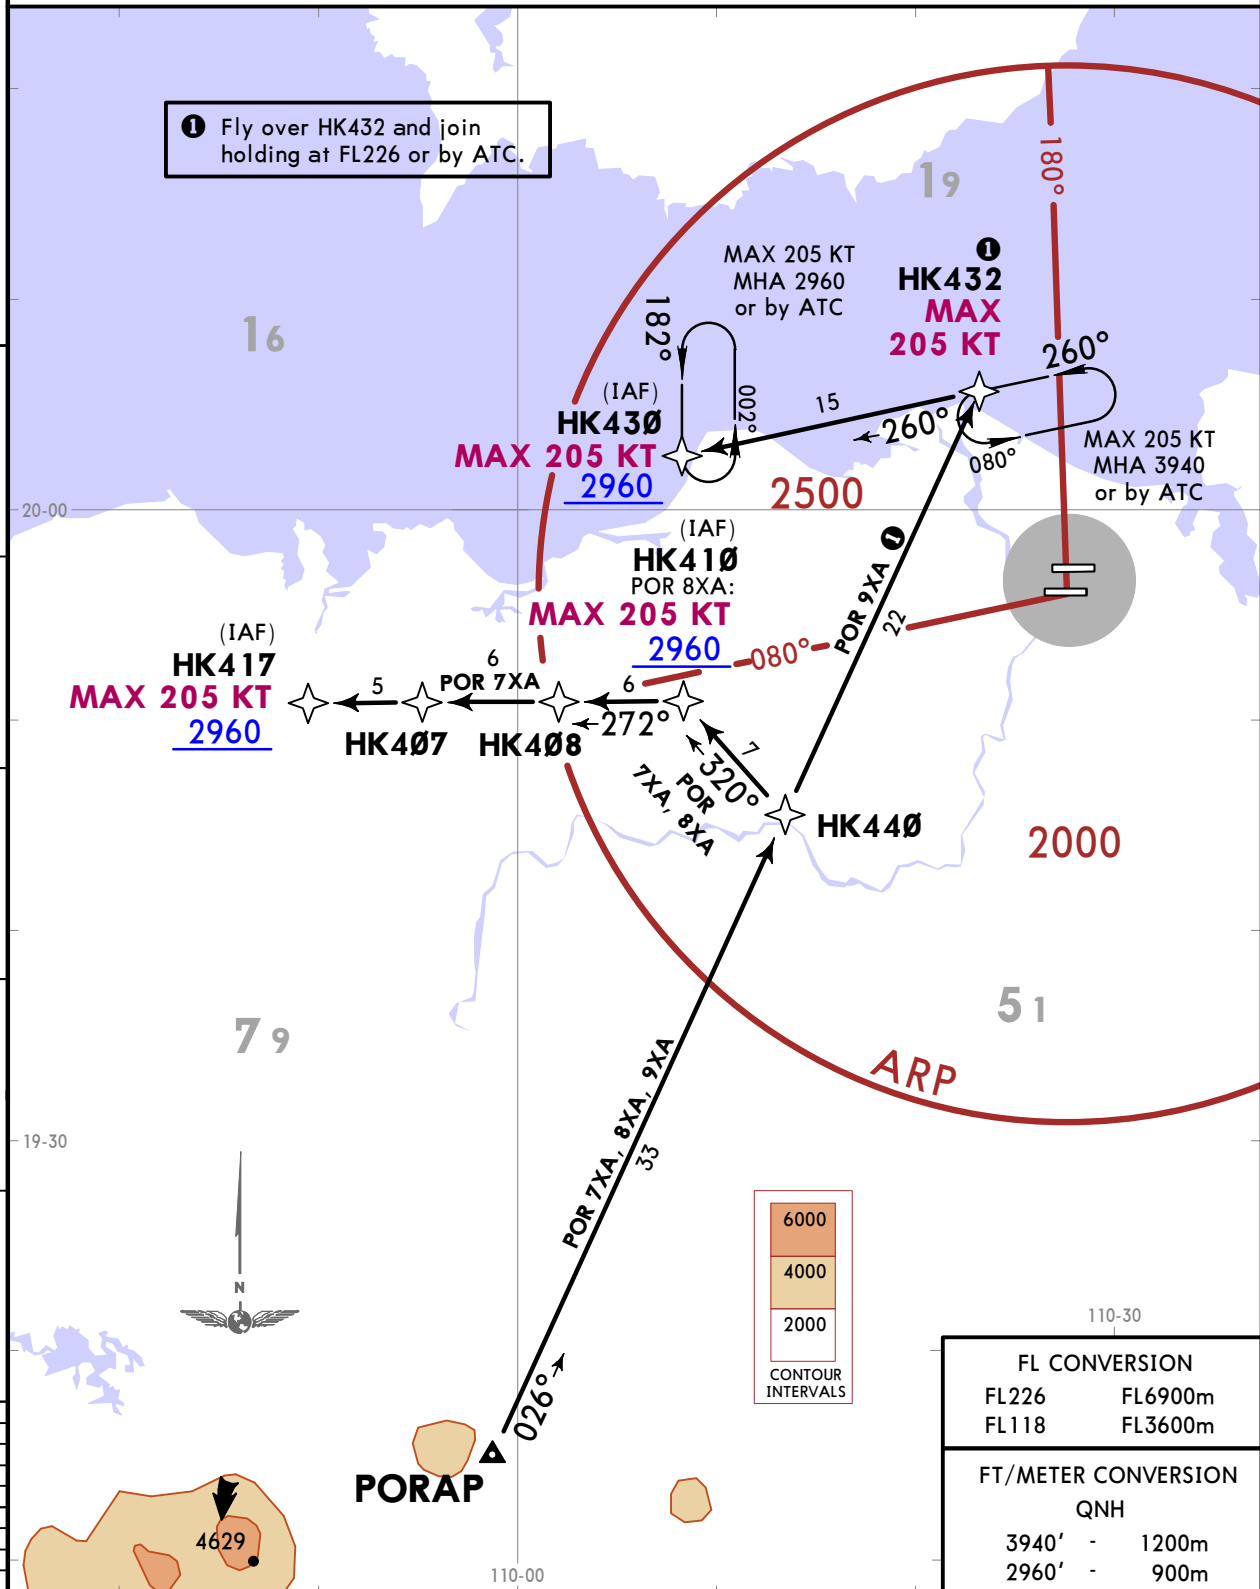 ❶ Fly over HK432 and join
holding at FL226 or by ATC.
180°
19
MAX 205 KT
MHA 2960
or by ATC
❶
HK432
MAX
205 KT
16
182°
002°
260°
(IAF)
HK43Ø
MAX 205 KT
2960
15
260°
080°
MAX 205 KT
MHA 3940
or by ATC
2500
20-00
(IAF)
HK41Ø
POR 8XA:
MAX 205 KT
2960
POR 9XA ❶
22
080°
(IAF)
HK417
MAX 205 KT
2960
5
6
POR 7XA
6
272°
HK4Ø7
HK4Ø8
7
320°
POR
7XA, 8XA
HK44Ø
2000
51
79
ARP
POR 7XA, 8XA, 9XA
33
19-30
N
6000
4000
2000
CONTOUR
INTERVALS
110-30
026°
PORAP
4629
110-00
FL CONVERSION
FL226 FL6900m
FL118 FL3600m
FT/METER CONVERSION
QNH
3940' - 1200m
2960' - 900m